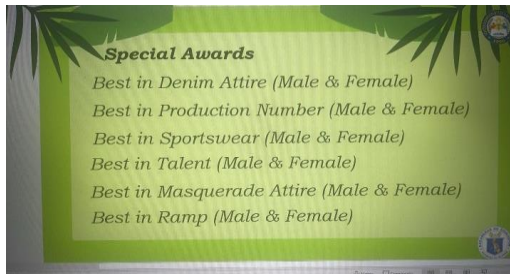 Special Awards
Best in Denim Attire (Male & Female)
Best in Production Number (Male & Female)
Best in Sportswear (Male & Female)
Best in Talent (Male & Female)
Best in Masquerade Attire (Male & Female)
Best in Ramp (Male & Female)